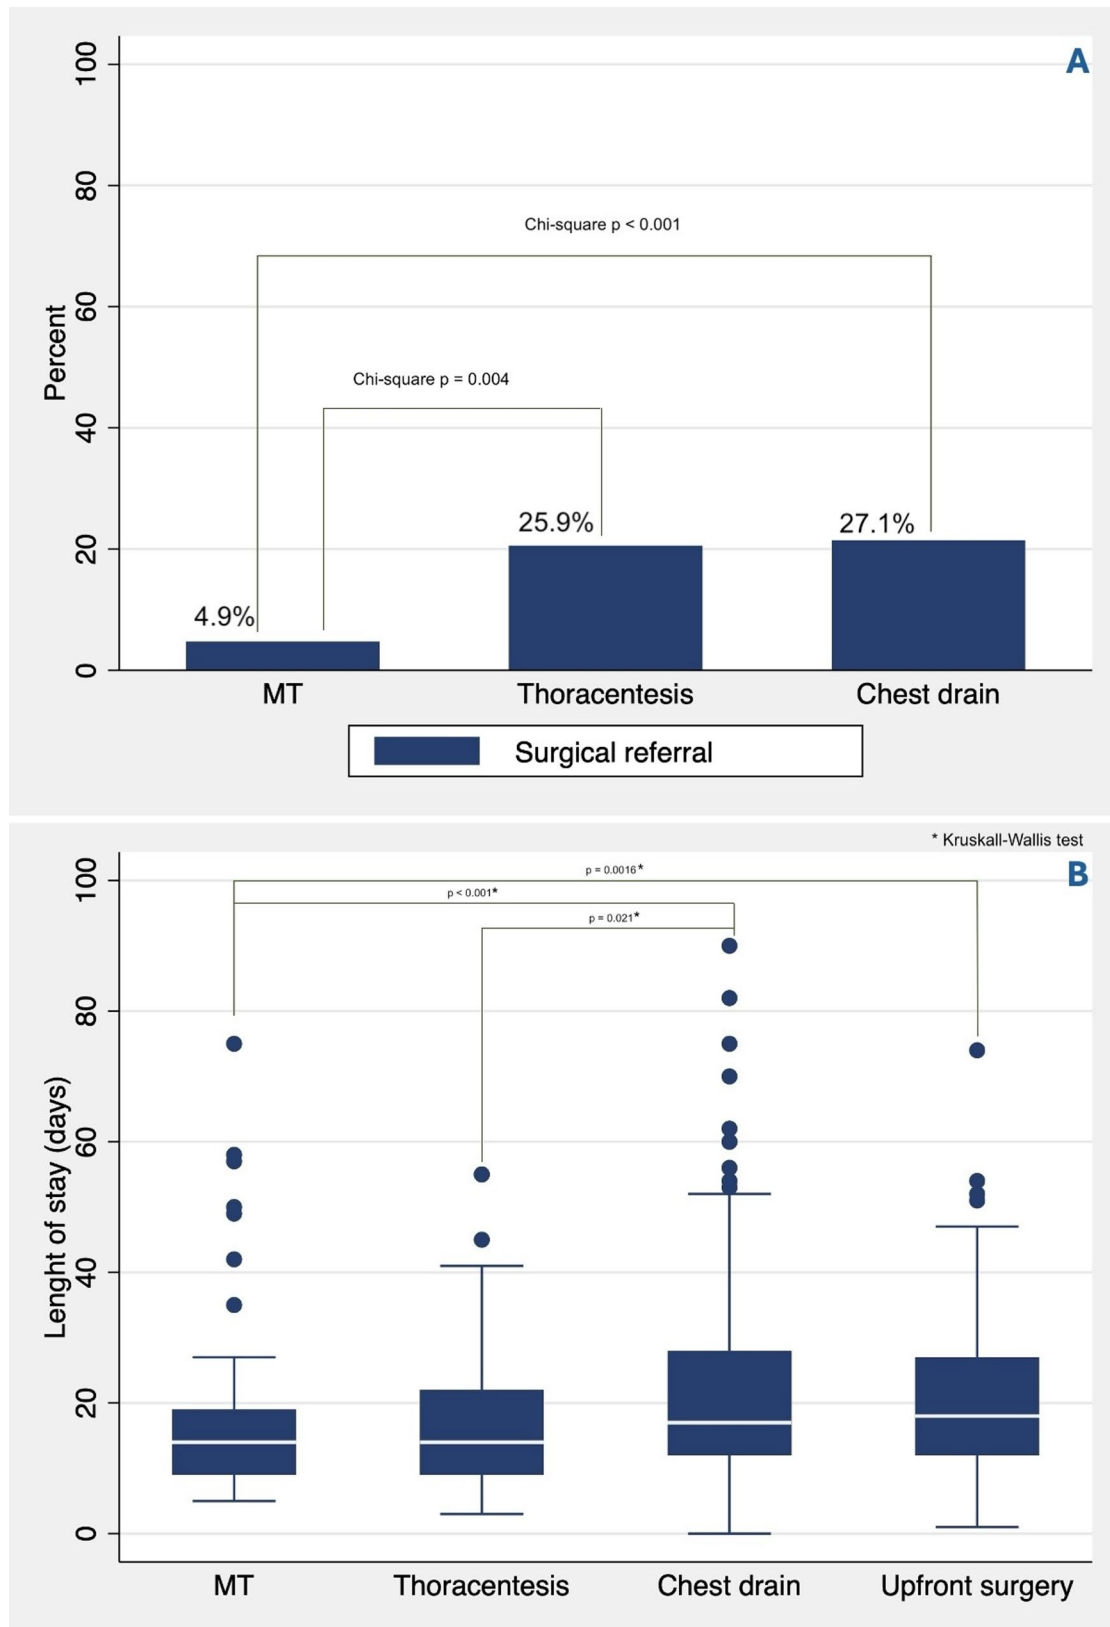 A
100
80
60
40
20
0
Percent
Chi-square p < 0.001
Chi-square p = 0.004
4.9%
25.9%
27.1%
MT Thoracentesis Chest drain
Surgical referral
* Kruskall-Wallis test
B
100
80
60
40
20
0
Lenght of stay (days)
p = 0.0016*
p < 0.001*
p = 0.021*
MT Thoracentesis Chest drain Upfront surgery